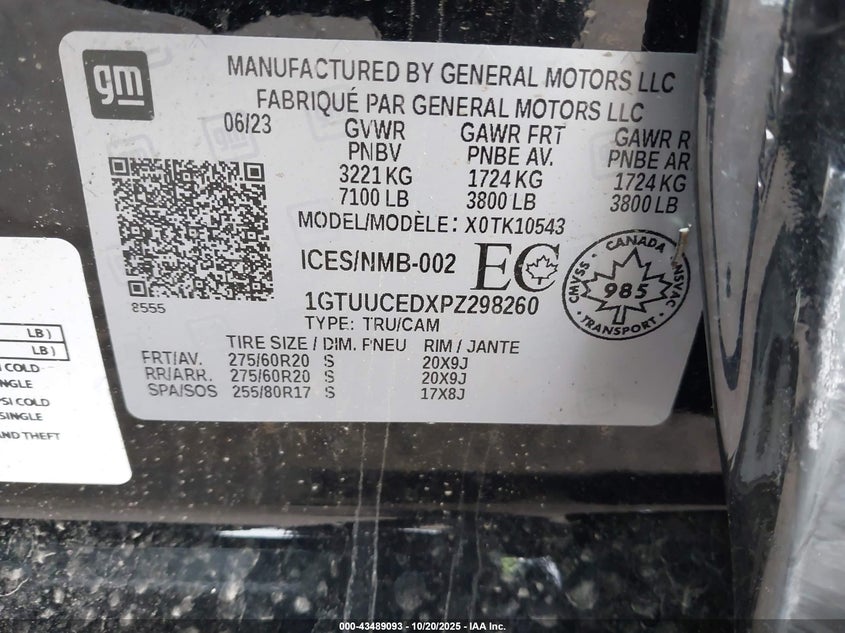 gm
MANUFACTURED BY GENERAL MOTORS LLC
FABRIQUÉ PAR GENERAL MOTORS LLC
06/23
GVWR GAWR FRT GAWR R
PNBV PNBE AV. PNBE AR
3221 KG 1724 KG 1724 KG
7100 LB 3800 LB 3800 LB
MODEL/MODÈLE: X0TK10543
ICES/NMB-002 EC
CANADA
CMVSS 985 NSVAC
TRANSPORT
8555
1GTUUCEDXPZ298260
TYPE: TRU/CAM
TIRE SIZE / DIM. PNEU RIM / JANTE
FRT/AV. 275/60R20 S 20X9J
RR/ARR. 275/60R20 S 20X9J
SPA/SOS 255/80R17 S 17X8J
LB )
LB )
COLD
SINGLE
PSI COLD
SINGLE
AND THEFT
000-43489093 - 10/20/2025 - IAA Inc.